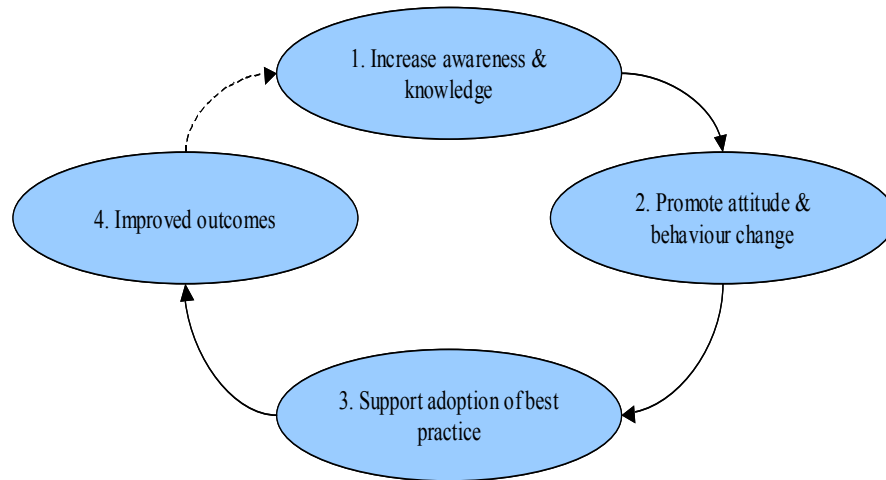 1. Increase awareness &
knowledge
2. Promote attitude &
behaviour change
3. Support adoption of best
practice
4. Improved outcomes